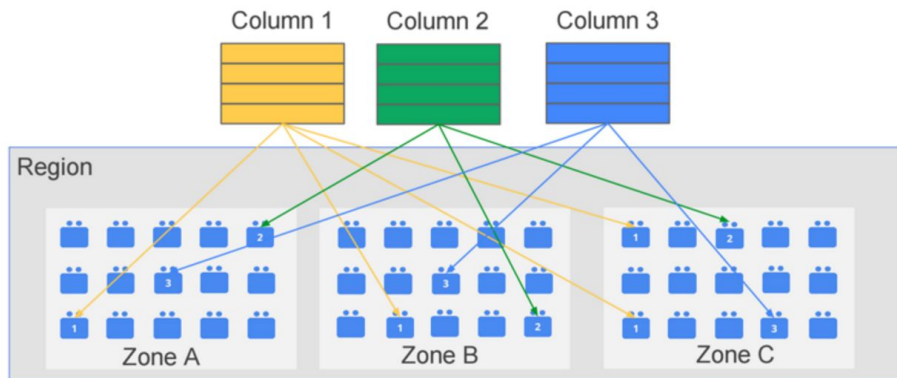 Column 1 Column 2 Column 3
Region
2 1 2
3 3
1 1 2 1 3
Zone A Zone B Zone C